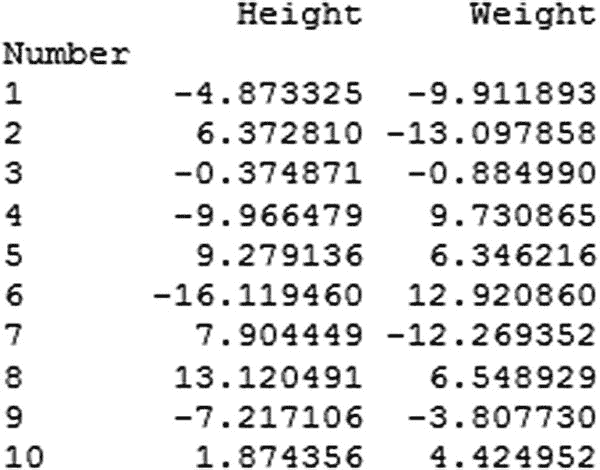 Height Weight
Number
1 -4.873325 -9.911893
2 6.372810 -13.097858
3 -0.374871 -0.884990
4 -9.966479 9.730865
5 9.279136 6.346216
6 -16.119460 12.920860
7 7.904449 -12.269352
8 13.120491 6.548929
9 -7.217106 -3.807730
10 1.874356 4.424952